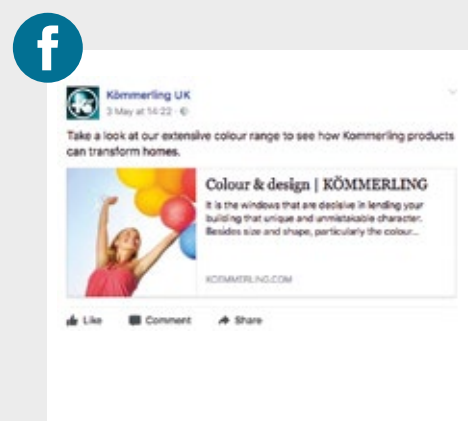 f
Kömmerling UK
3 May at 14:22 ·
Take a look at our extensive colour range to see how Kommerling products
can transform homes.
Colour & design | KÖMMERLING
It is the windows that are decisive in lending your
building that unique and unmistakable character.
Besides size and shape, particularly the colour...
KOEMMERLING.COM
Like Comment Share